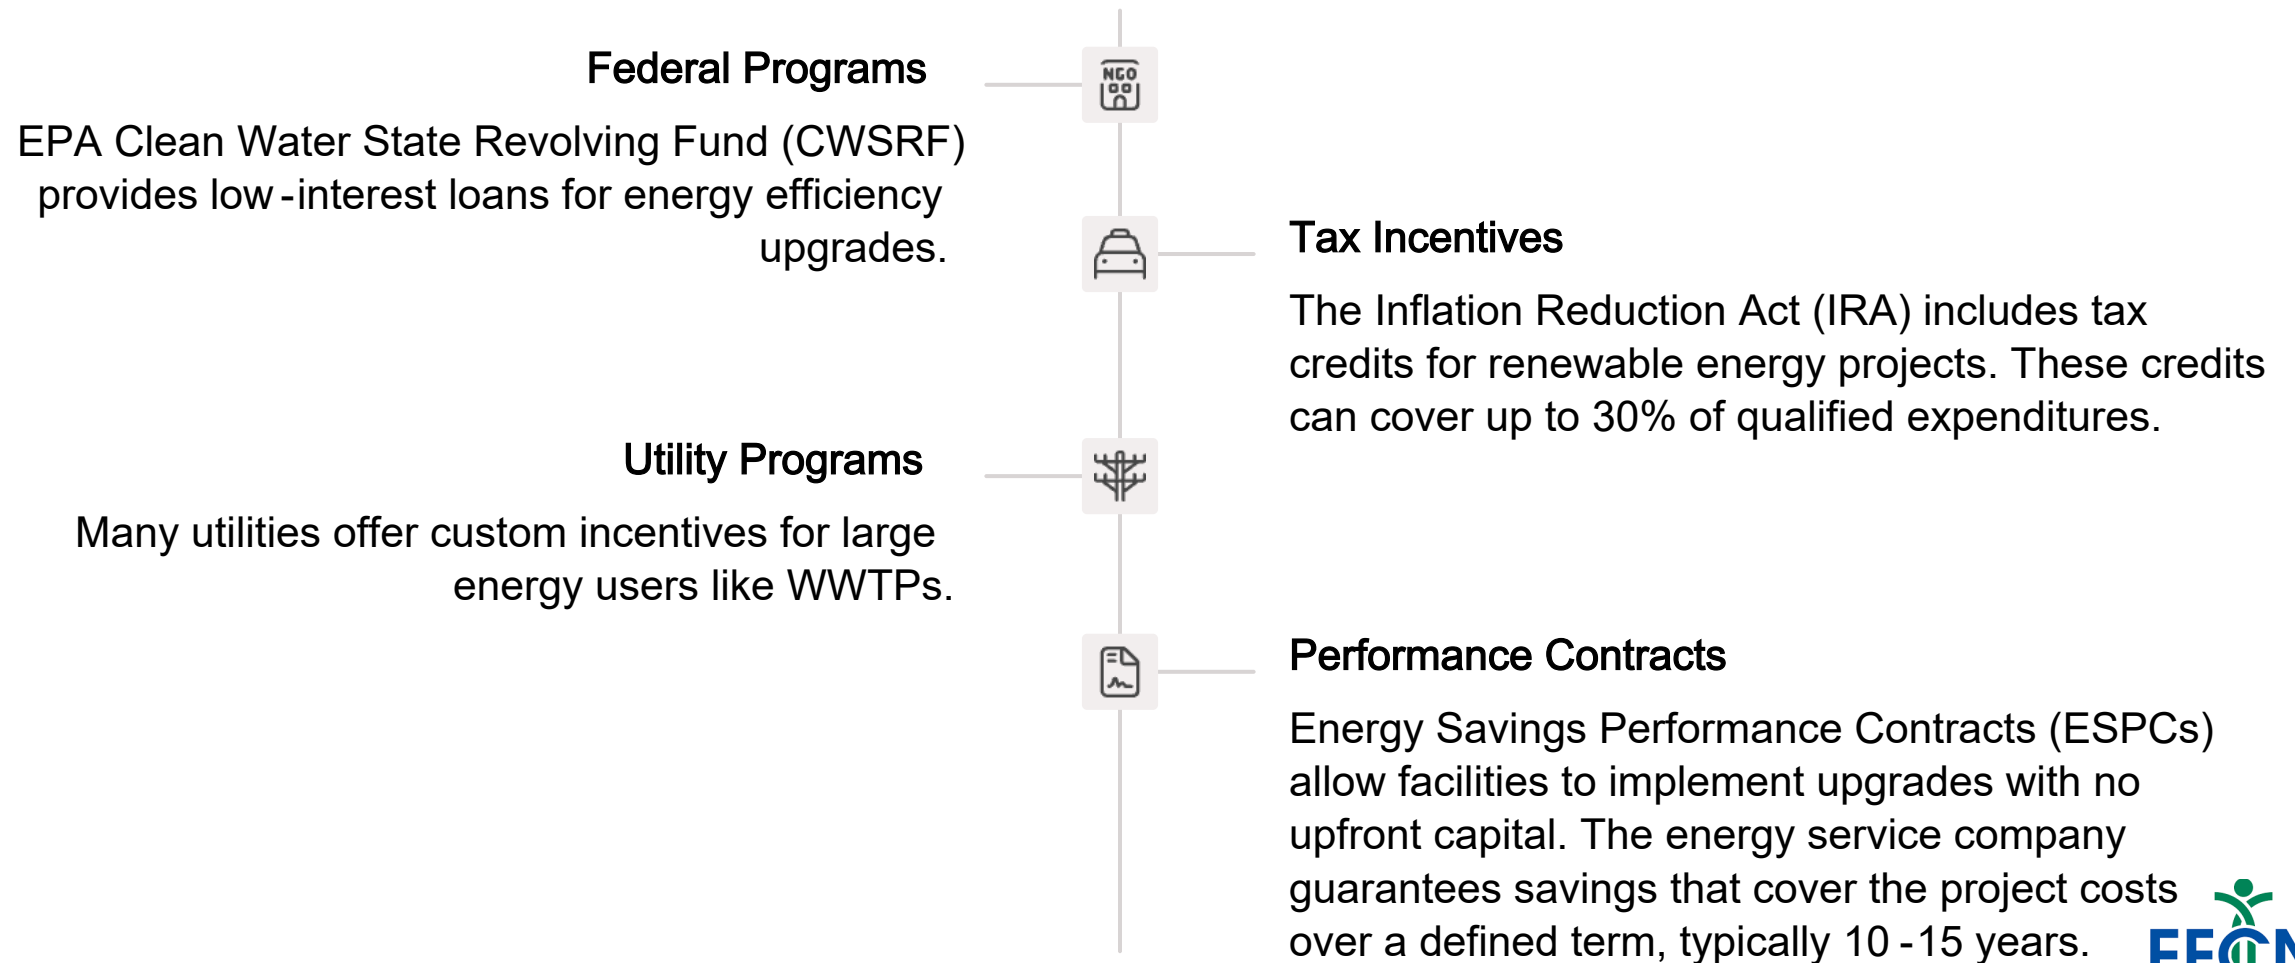 Federal Programs
EPA Clean Water State Revolving Fund (CWSRF)
provides low-interest loans for energy efficiency
upgrades.
NGO
Tax Incentives
The Inflation Reduction Act (IRA) includes tax
credits for renewable energy projects. These credits
can cover up to 30% of qualified expenditures.
Utility Programs
Many utilities offer custom incentives for large
energy users like WWTPs.
Performance Contracts
Energy Savings Performance Contracts (ESPCs)
allow facilities to implement upgrades with no
upfront capital. The energy service company
guarantees savings that cover the project costs
over a defined term, typically 10-15 years.